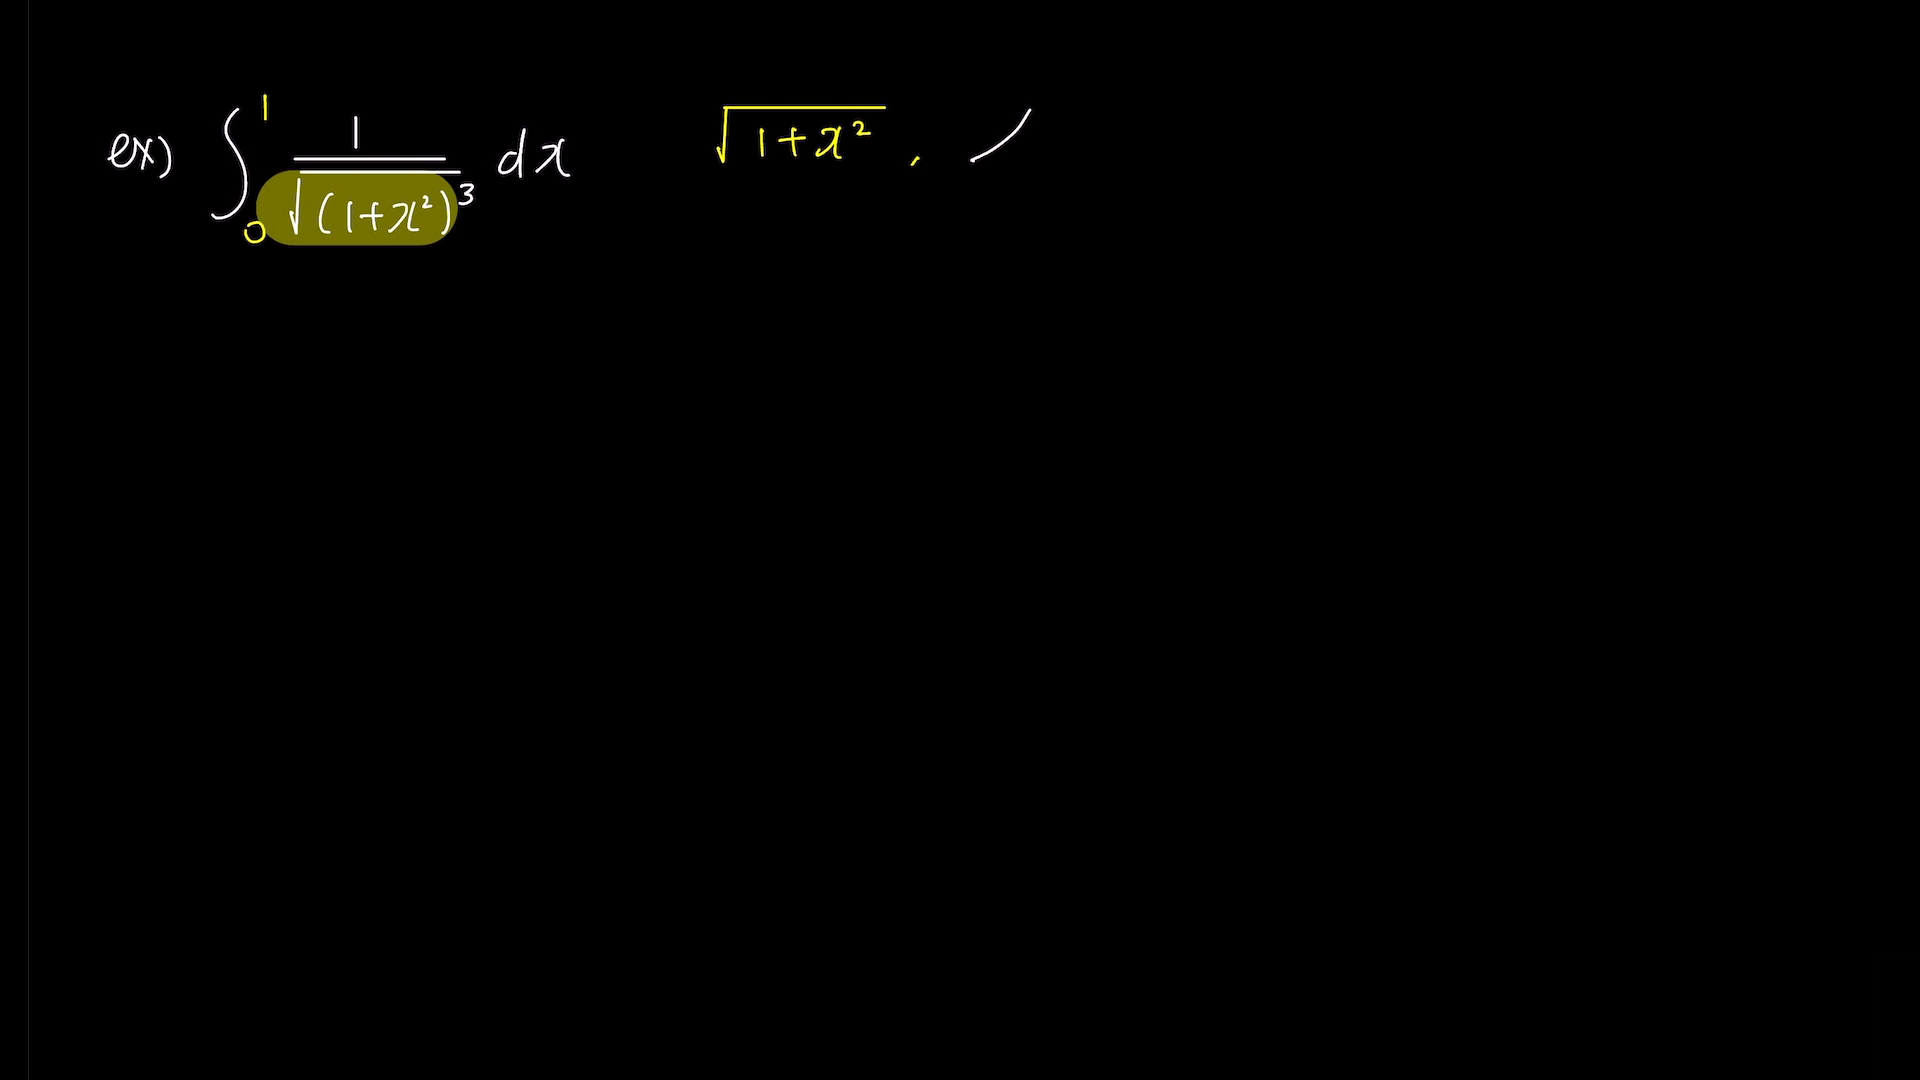 ex) ∫₀¹ 1/√(1+x²)³ dx √1+x² ,